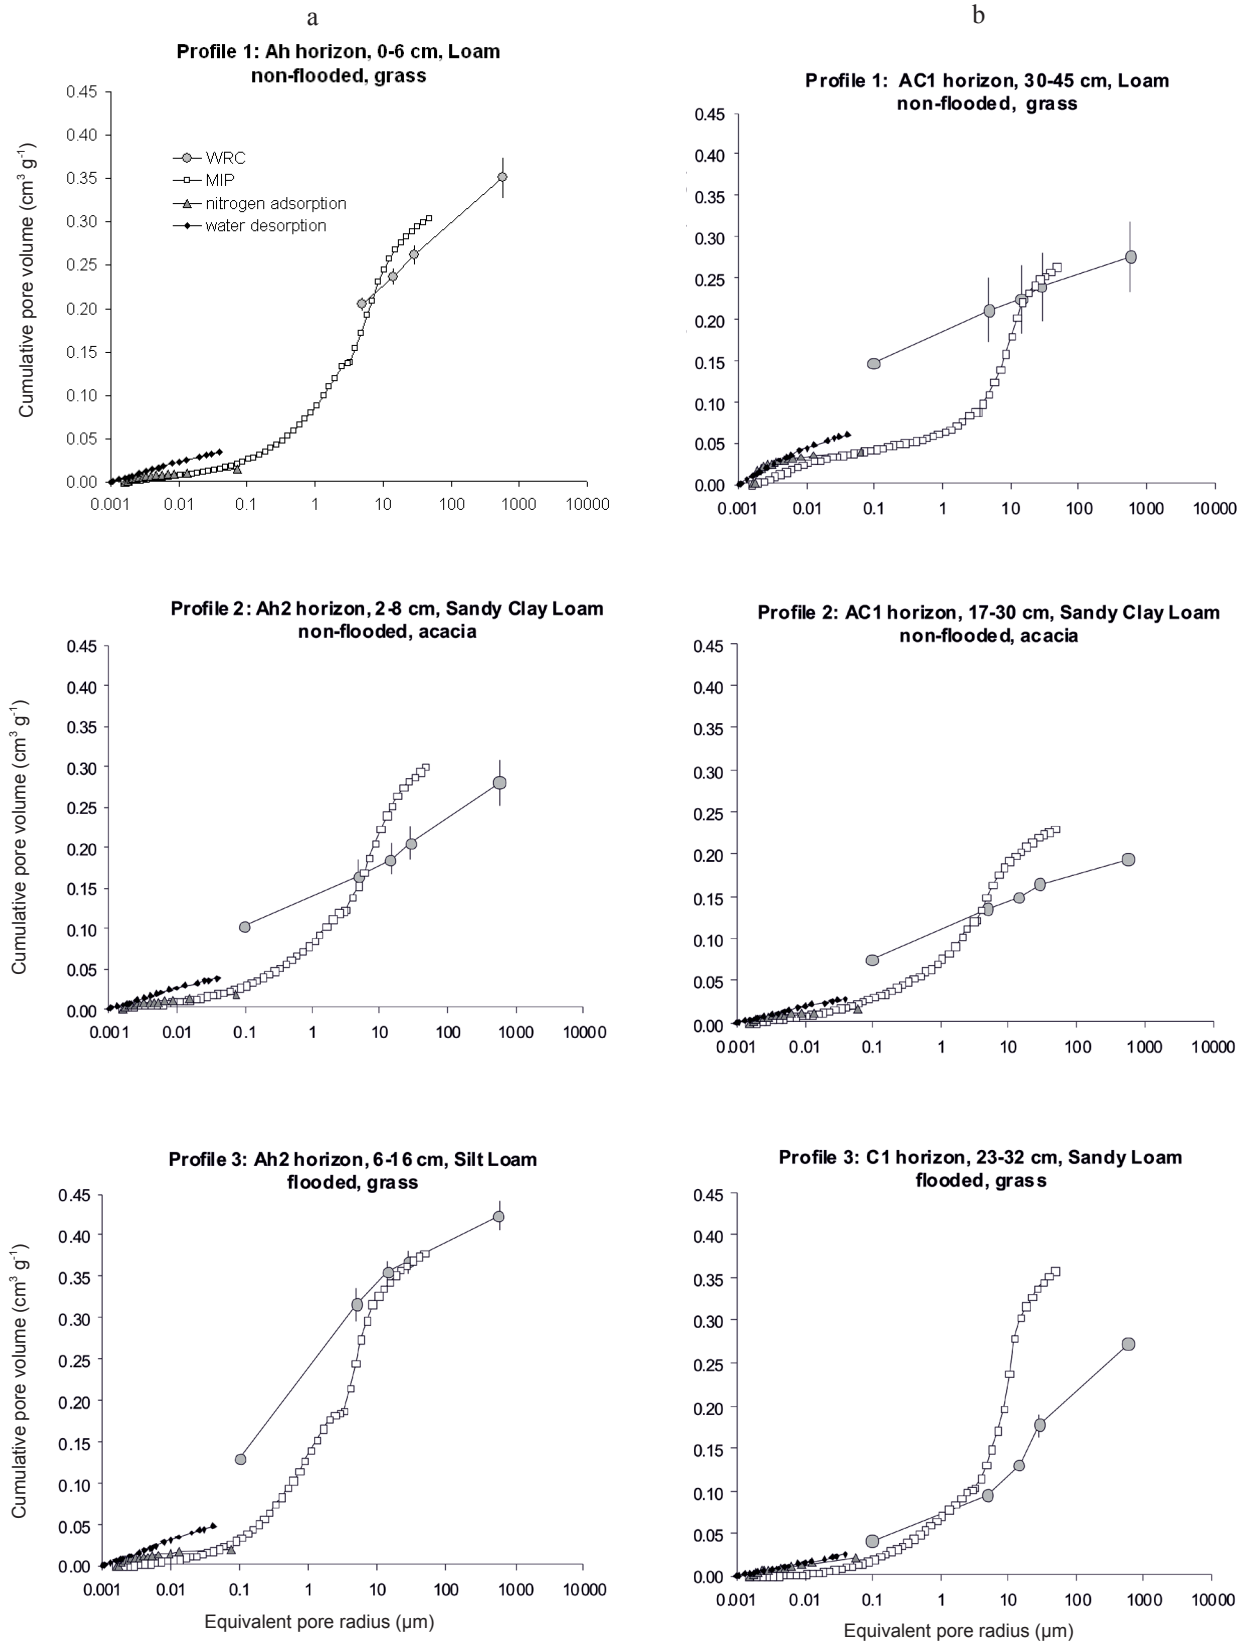 a
b
Profile 1: Ah horizon, 0-6 cm, Loam
non-flooded, grass
0.45
0.40
0.35
0.30
0.25
0.20
0.15
0.10
0.05
0.00
Cumulative pore volume (cm³ g⁻¹)
WRC
MIP
nitrogen adsorption
water desorption
0.001 0.01 0.1 1 10 100 1000 10000
Profile 1: AC1 horizon, 30-45 cm, Loam
non-flooded, grass
0.45
0.40
0.35
0.30
0.25
0.20
0.15
0.10
0.05
0.00
0.001 0.01 0.1 1 10 100 1000 10000
Profile 2: Ah2 horizon, 2-8 cm, Sandy Clay Loam
non-flooded, acacia
0.45
0.40
0.35
0.30
0.25
0.20
0.15
0.10
0.05
0.00
Cumulative pore volume (cm³ g⁻¹)
0.001 0.01 0.1 1 10 100 1000 10000
Profile 2: AC1 horizon, 17-30 cm, Sandy Clay Loam
non-flooded, acacia
0.45
0.40
0.35
0.30
0.25
0.20
0.15
0.10
0.05
0.00
0.001 0.01 0.1 1 10 100 1000 10000
Profile 3: Ah2 horizon, 6-16 cm, Silt Loam
flooded, grass
0.45
0.40
0.35
0.30
0.25
0.20
0.15
0.10
0.05
0.00
Cumulative pore volume (cm³ g⁻¹)
0.001 0.01 0.1 1 10 100 1000 10000
Equivalent pore radius (µm)
Profile 3: C1 horizon, 23-32 cm, Sandy Loam
flooded, grass
0.45
0.40
0.35
0.30
0.25
0.20
0.15
0.10
0.05
0.00
0.001 0.01 0.1 1 10 100 1000 10000
Equivalent pore radius (µm)